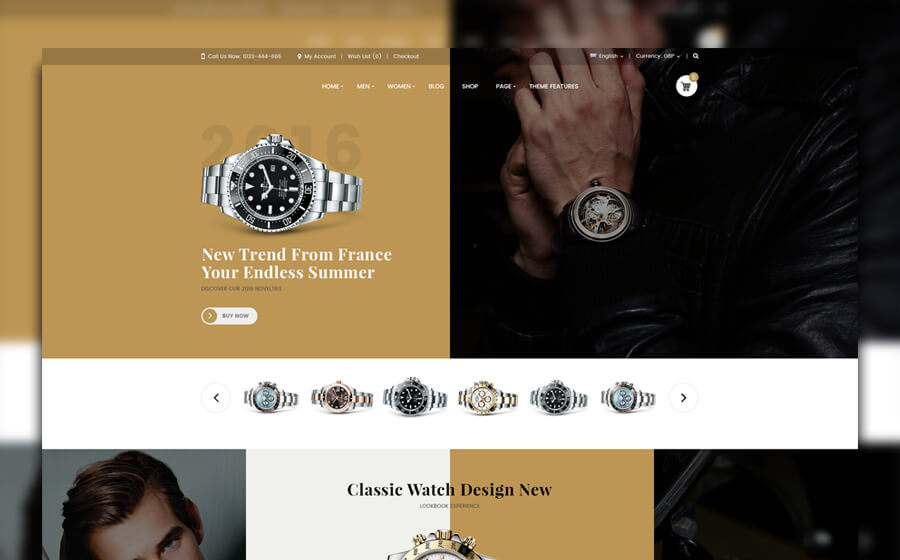 Call Us Now: 0123-444-666 My Account | Wish List (0) | Checkout English | Currency: GBP |
HOME MEN WOMEN BLOG SHOP PAGE THEME FEATURES
2016
New Trend From France
Your Endless Summer
DISCOVER OUR 2016 NOVELTIES
BUY NOW
Classic Watch Design New
LOOKBOOK EXPERIENCE